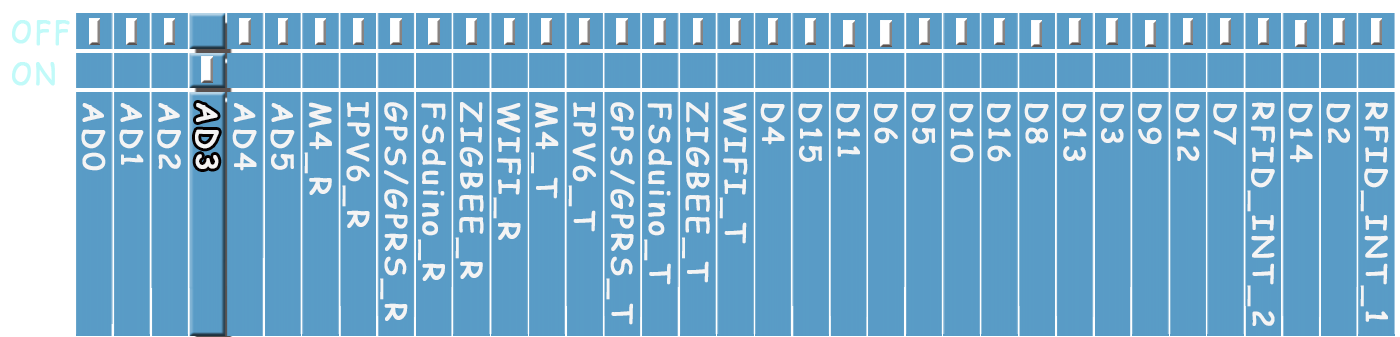 OFF
ON
AD0
AD1
AD2
AD3
AD4
AD5
M4_R
IPV6_R
GPS/GPRS_R
FSduino_R
ZIGBEE_R
WIFI_R
M4_T
IPV6_T
GPS/GPRS_T
FSduino_T
ZIGBEE_T
WIFI_T
D4
D15
D11
D6
D5
D10
D16
D8
D13
D3
D9
D12
D7
RFID_INT_2
D14
D2
RFID_INT_1